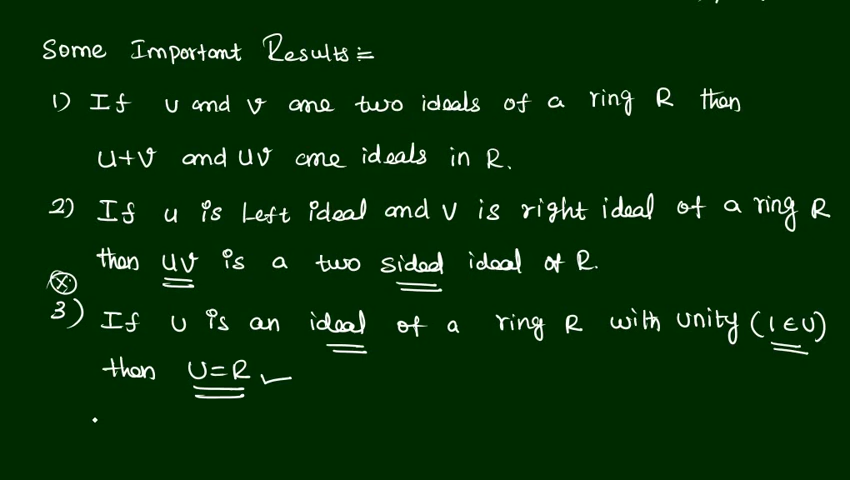 Some Important Results :=
1) If U and V are two ideals of a ring R then
U+V and UV are ideals in R.
2) If U is Left ideal and V is right ideal of a ring R
then UV is a two sided ideal of R.
3) If U is an ideal of a ring R with unity (1 ∈ U)
then U = R ✓